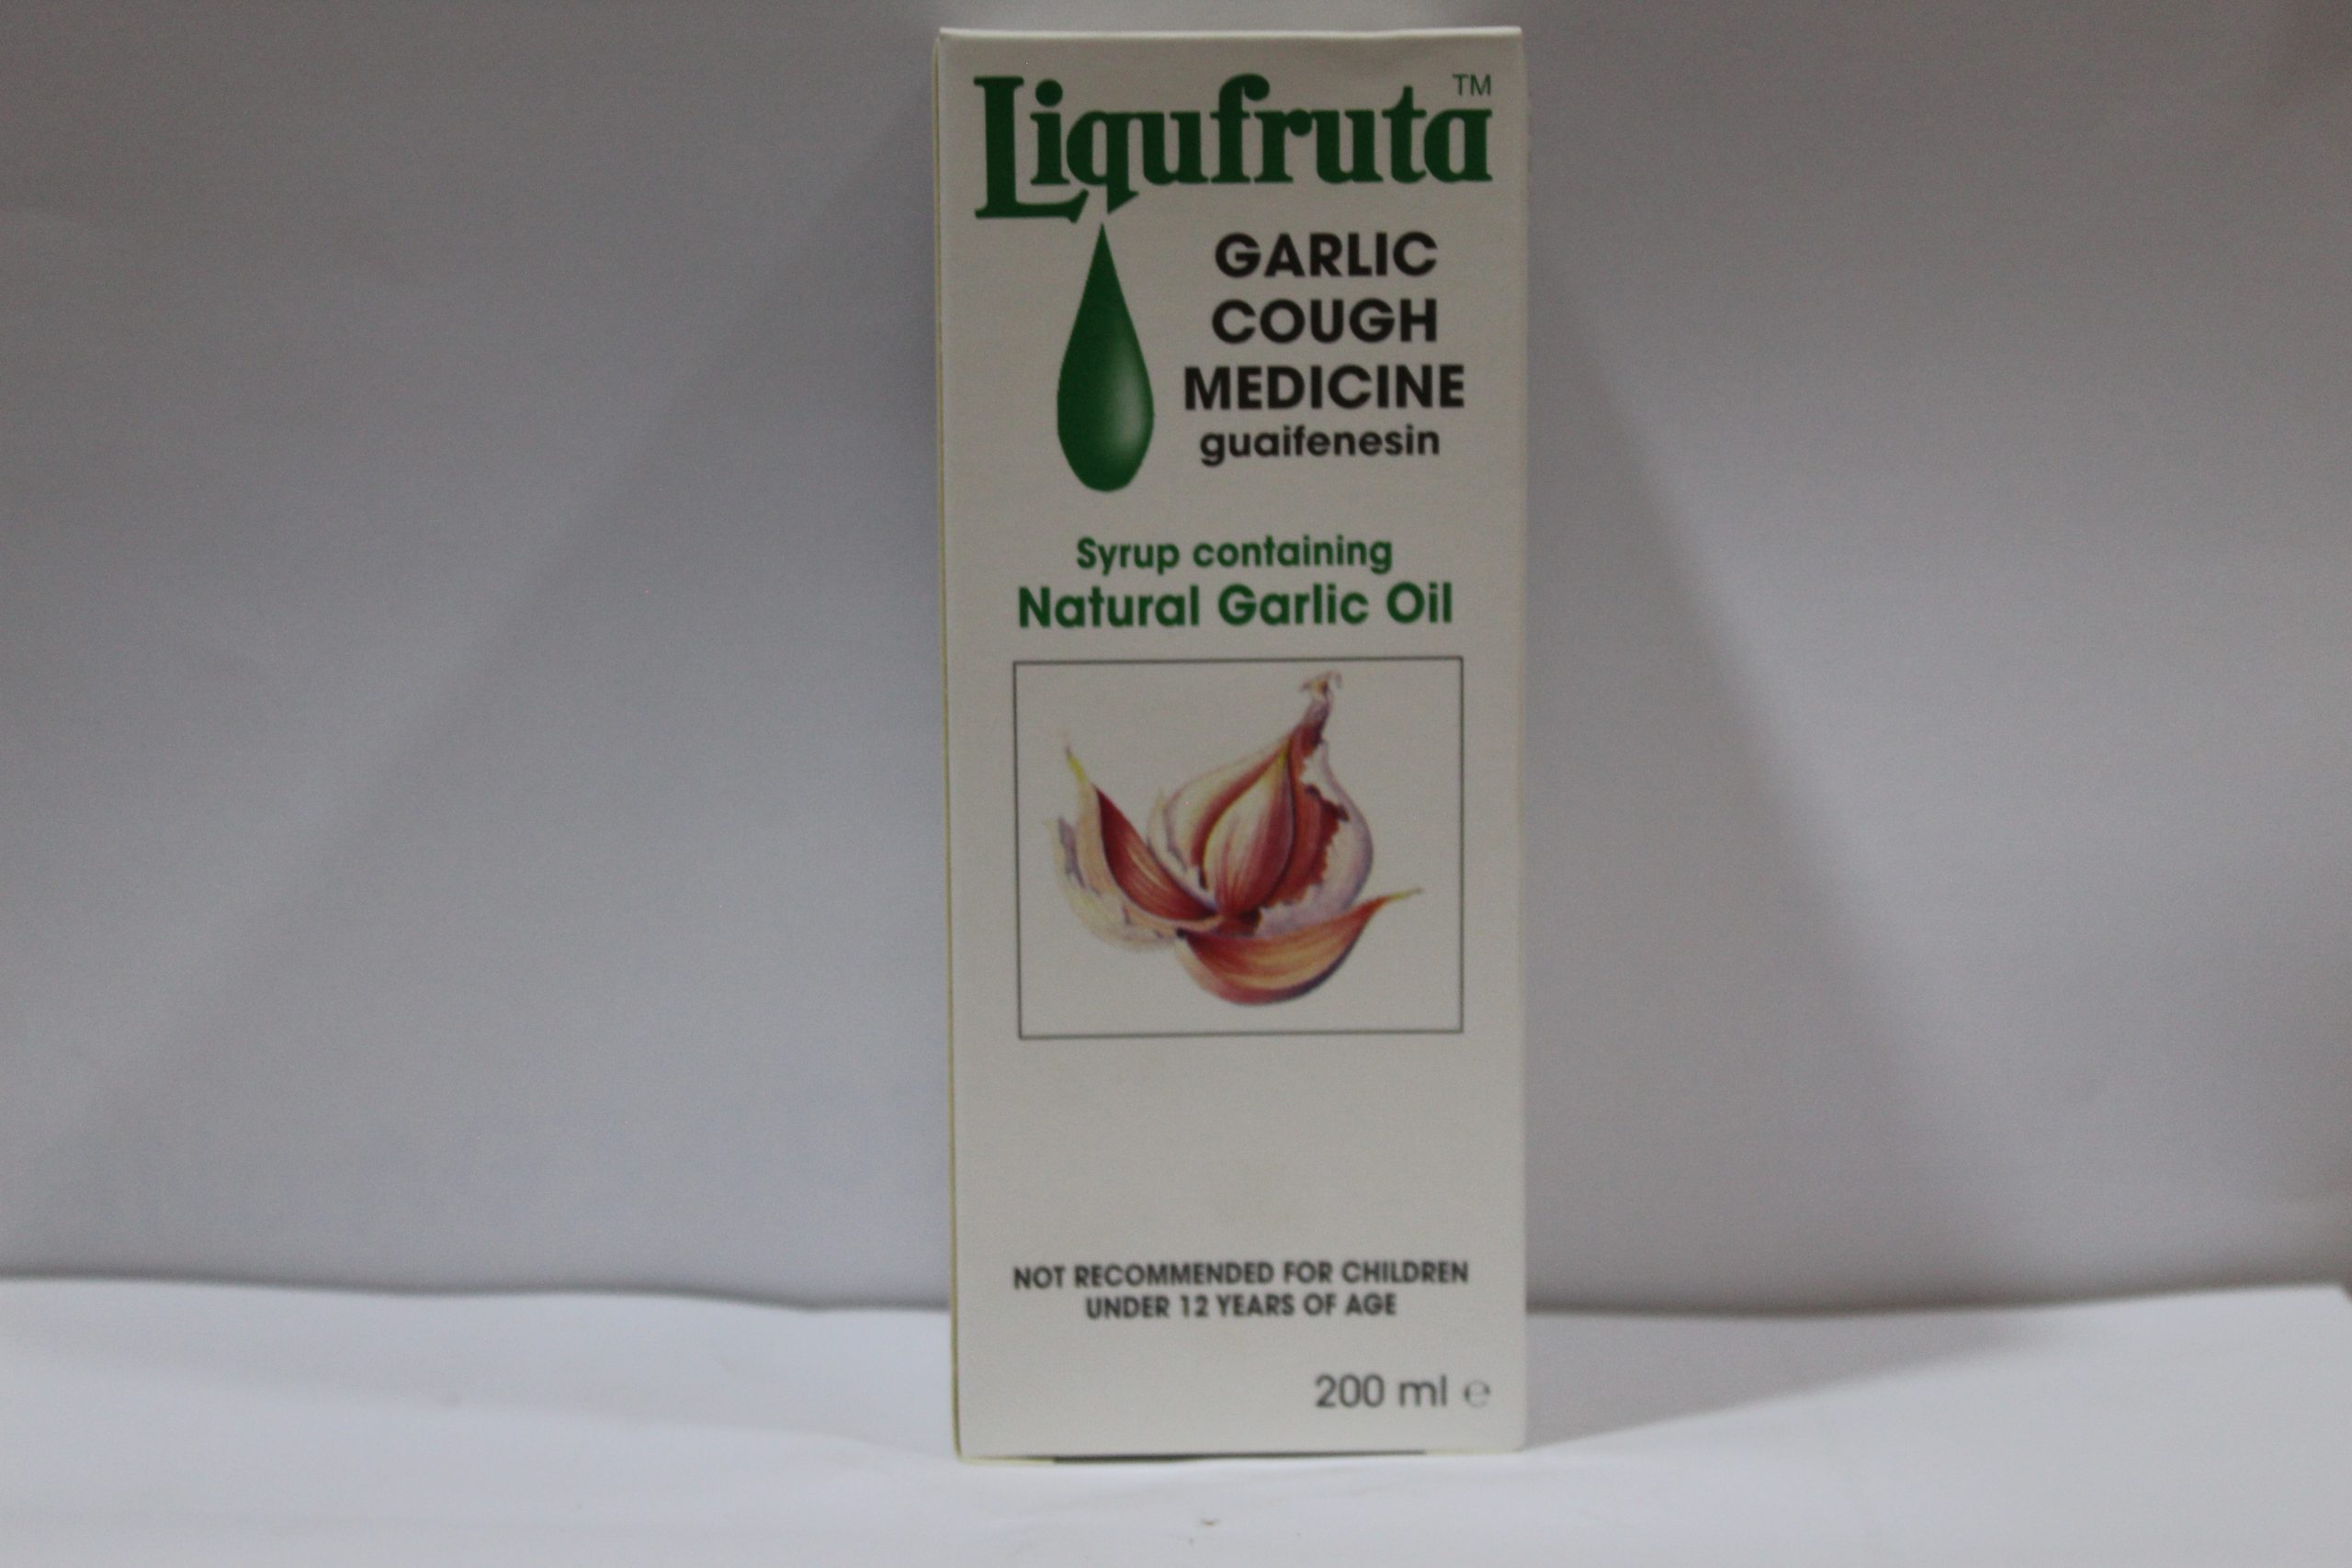 Liqufruta™
GARLIC
COUGH
MEDICINE
guaifenesin
Syrup containing
Natural Garlic Oil
NOT RECOMMENDED FOR CHILDREN
UNDER 12 YEARS OF AGE
200 ml ℮